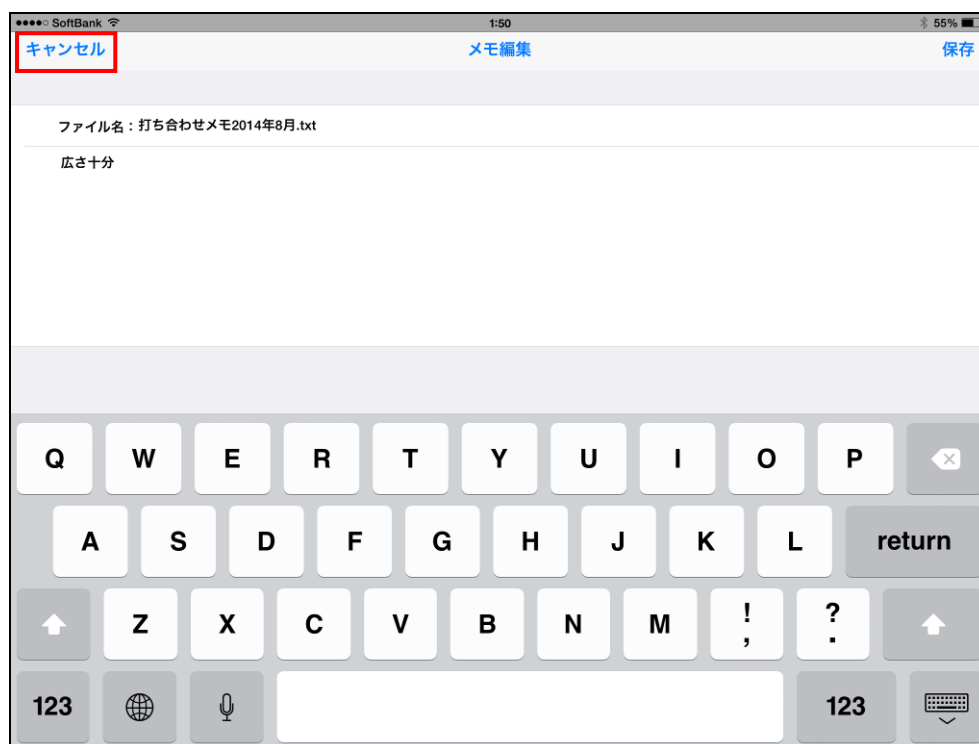 SoftBank 1:50 55%
キャンセル メモ編集 保存
ファイル名：打ち合わせメモ2014年8月.txt
広さ十分
Q W E R T Y U I O P
A S D F G H J K L return
Z X C V B N M ! , ? .
123 123